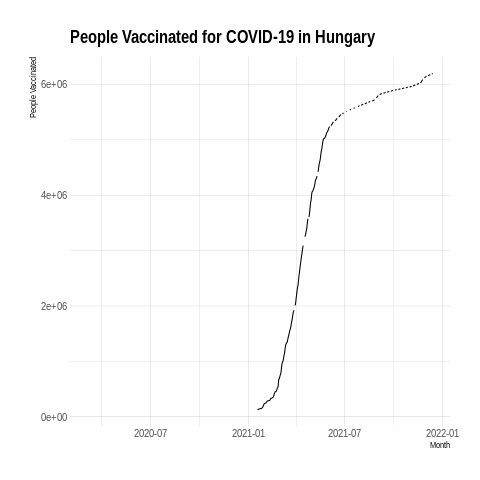 People Vaccinated for COVID-19 in Hungary
People Vaccinated
6e+06
4e+06
2e+06
0e+00
2020-07
2021-01
2021-07
2022-01
Month